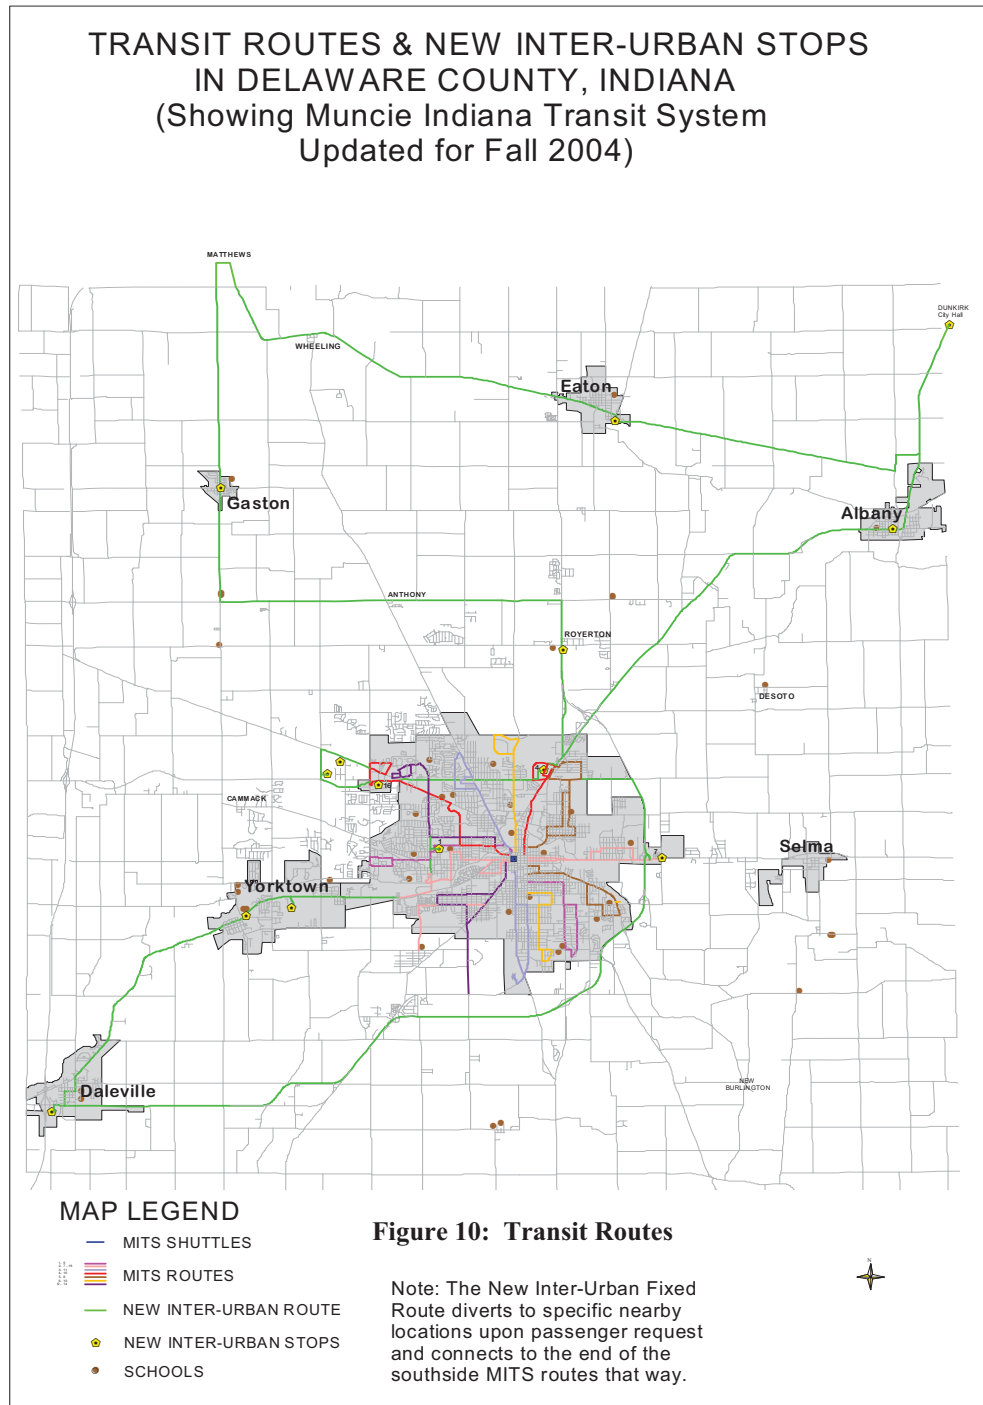 TRANSIT ROUTES & NEW INTER-URBAN STOPS
IN DELAWARE COUNTY, INDIANA
(Showing Muncie Indiana Transit System
Updated for Fall 2004)
MATTHEWS
DUNKIRK
City Hall
WHEELING
Eaton
Gaston
Albany
ANTHONY
ROYERTON
DESOTO
4
16
CAMMACK
1
7
Selma
Yorktown
NEW
BURLINGTON
Daleville
MAP LEGEND
MITS SHUTTLES
MITS ROUTES
NEW INTER-URBAN ROUTE
NEW INTER-URBAN STOPS
SCHOOLS
Figure 10: Transit Routes
Note: The New Inter-Urban Fixed
Route diverts to specific nearby
locations upon passenger request
and connects to the end of the
southside MITS routes that way.
N